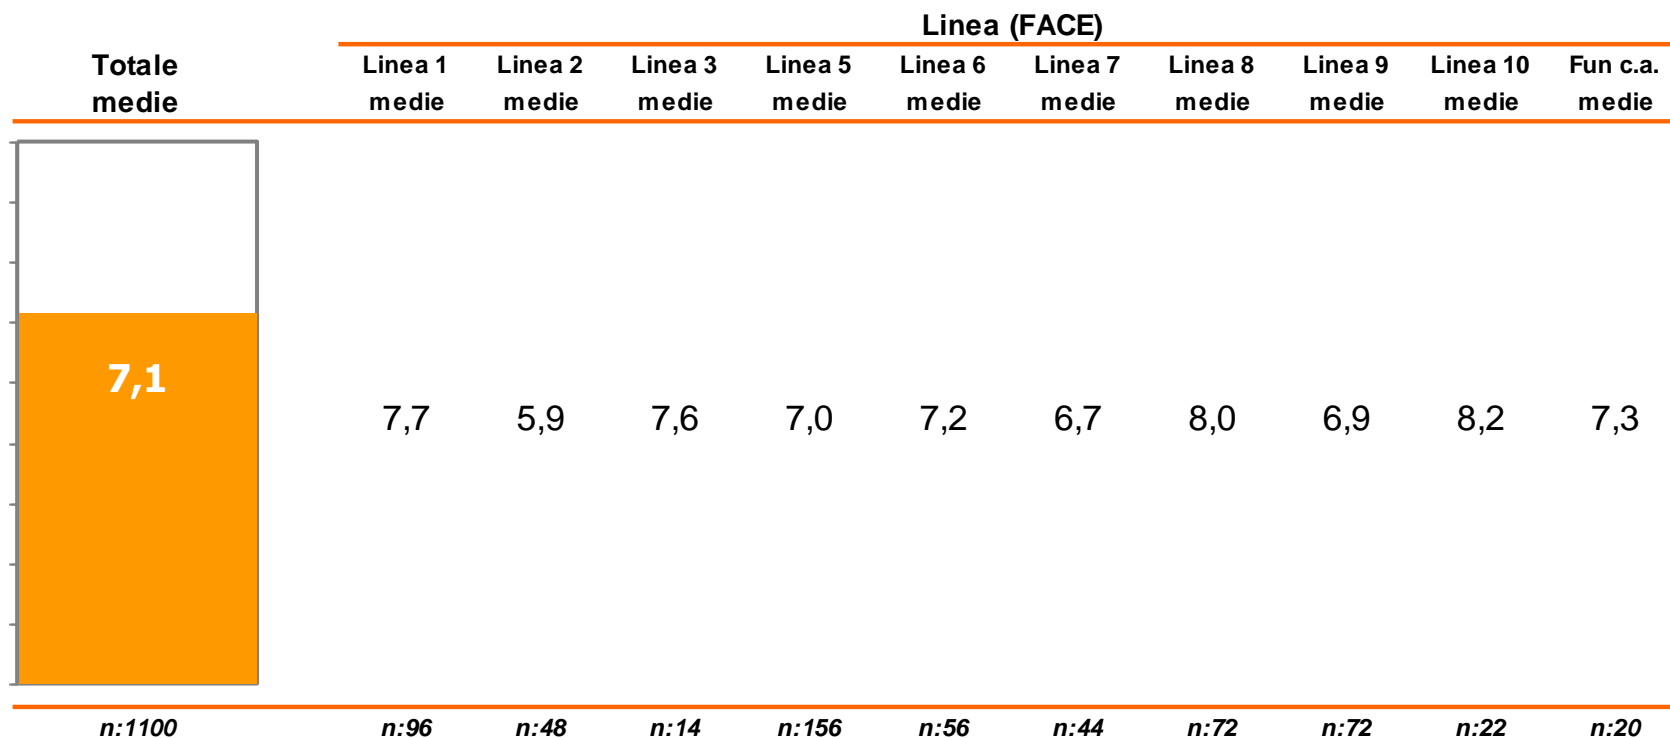 Linea (FACE)
Totale Linea 1 Linea 2 Linea 3 Linea 5 Linea 6 Linea 7 Linea 8 Linea 9 Linea 10 Fun c.a.
medie medie medie medie medie medie medie medie medie medie medie
7,1
7,7 5,9 7,6 7,0 7,2 6,7 8,0 6,9 8,2 7,3
n:1100 n:96 n:48 n:14 n:156 n:56 n:44 n:72 n:72 n:22 n:20